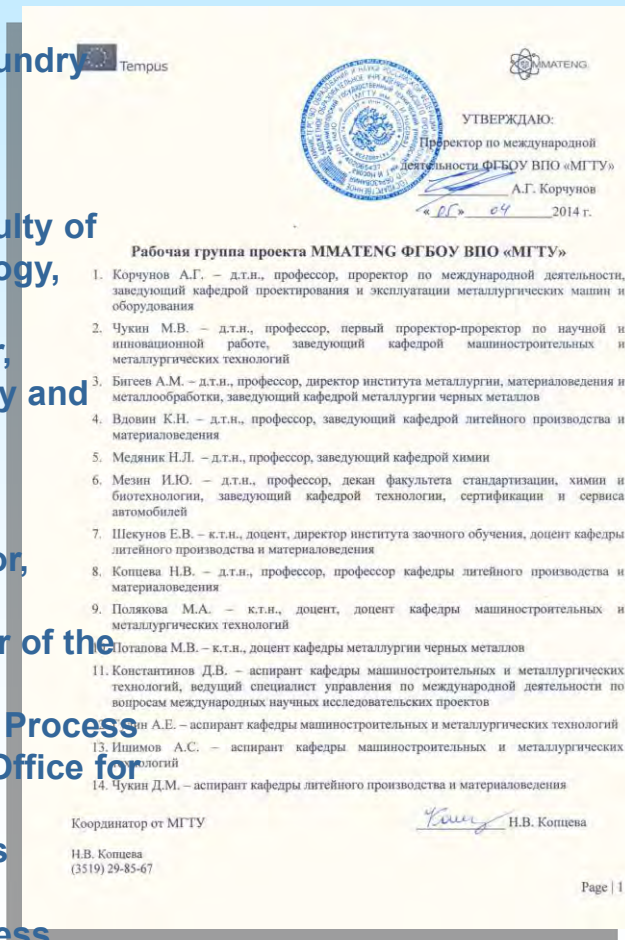 undry
ulty of
ogy,
r,
y and
or,
r of the
Process
Office for
s
ess
Tempus
MMATENG
УТВЕРЖДАЮ:
Проректор по международной
деятельности ФГБОУ ВПО «МГТУ»
А.Г. Корчунов
« 05 » 04 2014 г.
Рабочая группа проекта MMATENG ФГБОУ ВПО «МГТУ»
1. Корчунов А.Г. – д.т.н., профессор, проректор по международной деятельности,
заведующий кафедрой проектирования и эксплуатации металлургических машин и
оборудования
2. Чукин М.В. – д.т.н., профессор, первый проректор-проректор по научной и
инновационной работе, заведующий кафедрой машиностроительных и
металлургических технологий
3. Бигеев А.М. – д.т.н., профессор, директор института металлургии, материаловедения и
металлообработки, заведующий кафедрой металлургии черных металлов
4. Вдовин К.Н. – д.т.н., профессор, заведующий кафедрой литейного производства и
материаловедения
5. Медяник Н.Л. – д.т.н., профессор, заведующий кафедрой химии
6. Мезин И.Ю. – д.т.н., профессор, декан факультета стандартизации, химии и
биотехнологии, заведующий кафедрой технологии, сертификации и сервиса
автомобилей
7. Шекунов Е.В. – к.т.н., доцент, директор института заочного обучения, доцент кафедры
литейного производства и материаловедения
8. Копцева Н.В. – д.т.н., профессор, профессор кафедры литейного производства и
материаловедения
9. Полякова М.А. – к.т.н., доцент, доцент кафедры машиностроительных и
металлургических технологий
Потапова М.В. – к.т.н., доцент кафедры металлургии черных металлов
11. Константинов Д.В. – аспирант кафедры машиностроительных и металлургических
технологий, ведущий специалист управления по международной деятельности по
вопросам международных научных исследовательских проектов
А.Е. – аспирант кафедры машиностроительных и металлургических технологий
13. Ишимов А.С. – аспирант кафедры машиностроительных и металлургических
технологий
14. Чукин Д.М. – аспирант кафедры литейного производства и материаловедения
Координатор от МГТУ
Н.В. Копцева
Н.В. Копцева
(3519) 29-85-67
Page | 1